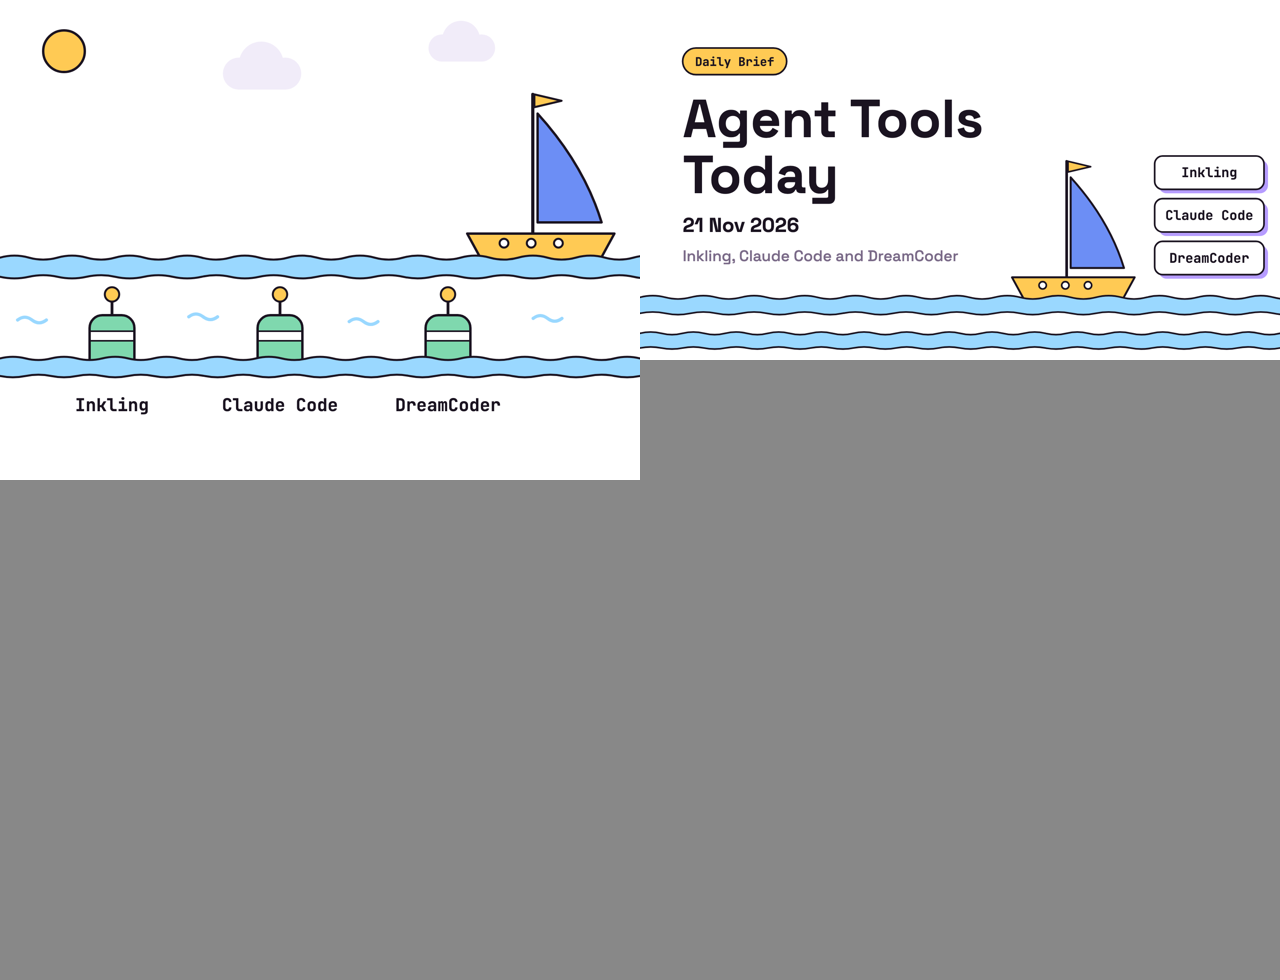 Inkling
Claude Code
DreamCoder
Daily Brief
Agent Tools
Today
21 Nov 2026
Inkling, Claude Code and DreamCoder
Inkling
Claude Code
DreamCoder